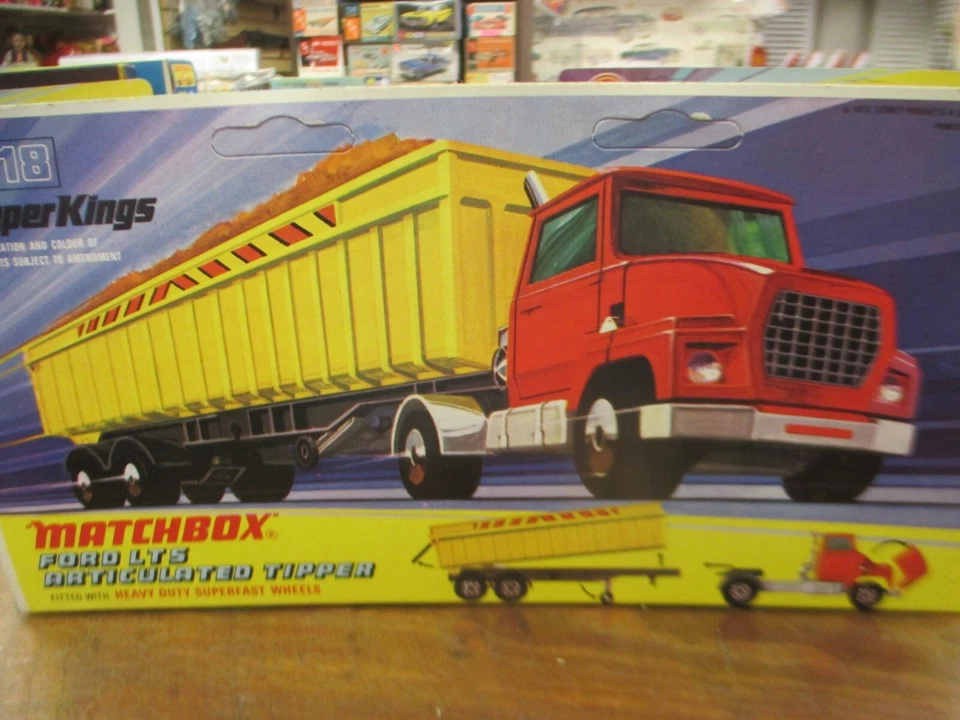 18
perKings
ATION AND COLOUR OF
TS SUBJECT TO AMENDMENT
"MATCHBOX"®
FORD LTS
ARTICULATED TIPPER
FITTED WITH HEAVY DUTY SUPERFAST WHEELS